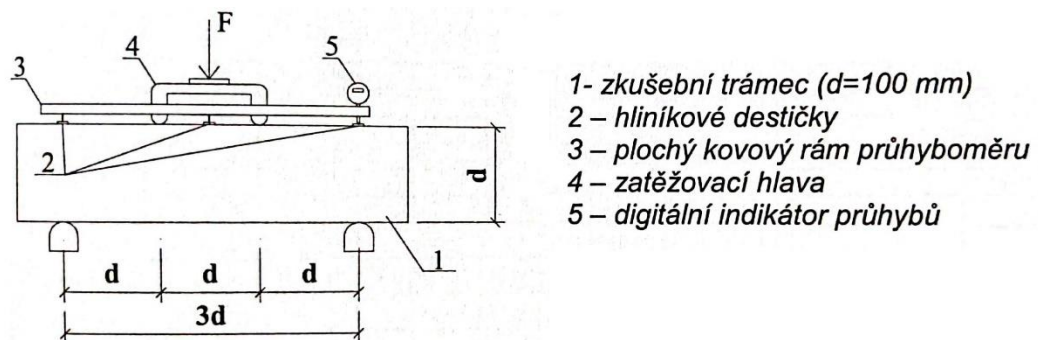 F
4
5
3
2
d
1
d d d
3d
1- zkušební trámec (d=100 mm)
2 – hliníkové destičky
3 – plochý kovový rám průhyboměru
4 – zatěžovací hlava
5 – digitální indikátor průhybů